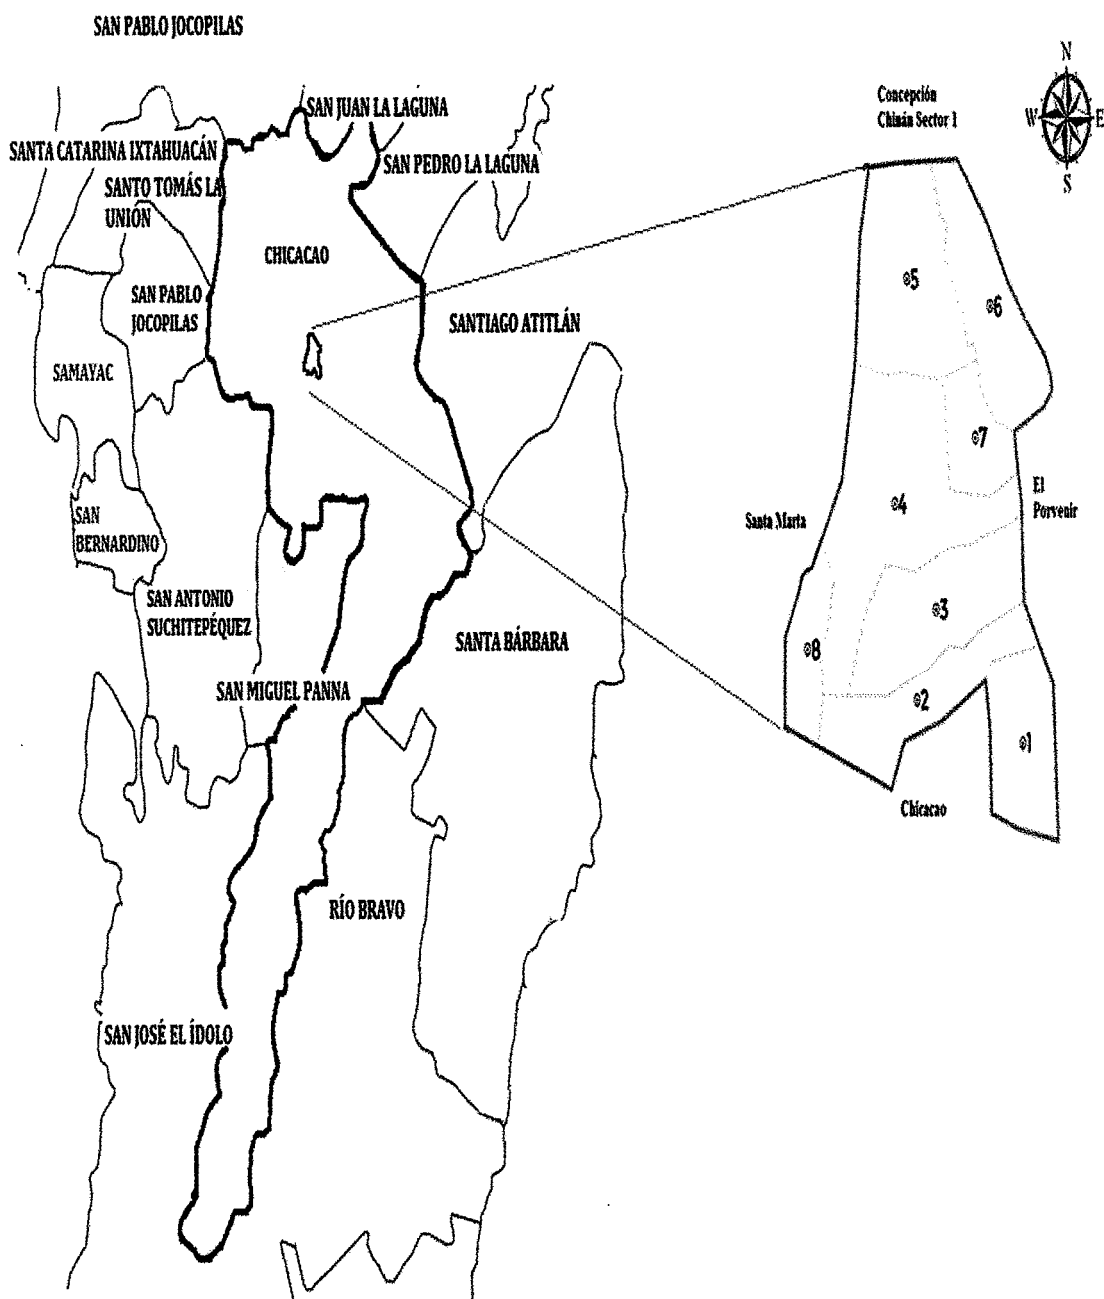 SAN PABLO JOCOPILAS
SAN JUAN LA LAGUNA
SANTA CATARINA IXTAHUACÁN
SAN PEDRO LA LAGUNA
SANTO TOMÁS LA
UNION
CHICACAO
SAN PABLO
JOCOPILAS
SANTIAGO ATITLÁN
SAMAYAC
SAN
BERNARDINO
SAN ANTONIO
SUCHITEPÉQUEZ
SANTA BÁRBARA
SAN MIGUEL PANNA
RÍO BRAVO
SAN JOSÉ EL ÍDOLO
N
W
E
S
Concepción
Chinán Sector 1
5
6
7
4
El
Porvenir
Santa Marta
3
8
2
1
Chicacao